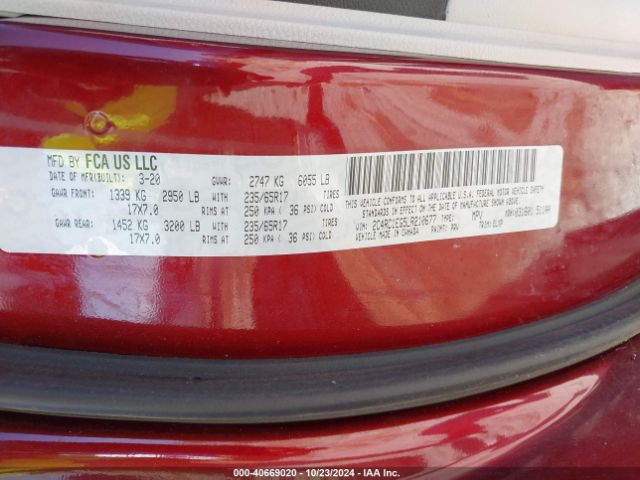 MFD BY FCA US LLC
DATE OF MFR(BUILT): 3-20 GVWR: 2747 KG 6055 LB
GAWR FRONT: 1339 KG 2950 LB WITH 235/65R17 TIRES
17X7.0 RIMS AT 250 KPA ( 36 PSI) COLD
GAWR REAR: 1452 KG 3200 LB WITH 235/65R17 TIRES
17X7.0 RIMS AT 250 KPA ( 36 PSI) COLD
THIS VEHICLE CONFORMS TO ALL APPLICABLE U.S.A. FEDERAL MOTOR VEHICLE SAFETY
STANDARDS IN EFFECT ON THE DATE OF MANUFACTURE SHOWN ABOVE.
VIN: TYPE: MPV
VEHICLE MADE IN CANADA PAINT: PRV TRIM:
000-40669020 - 10/23/2024 - IAA Inc.